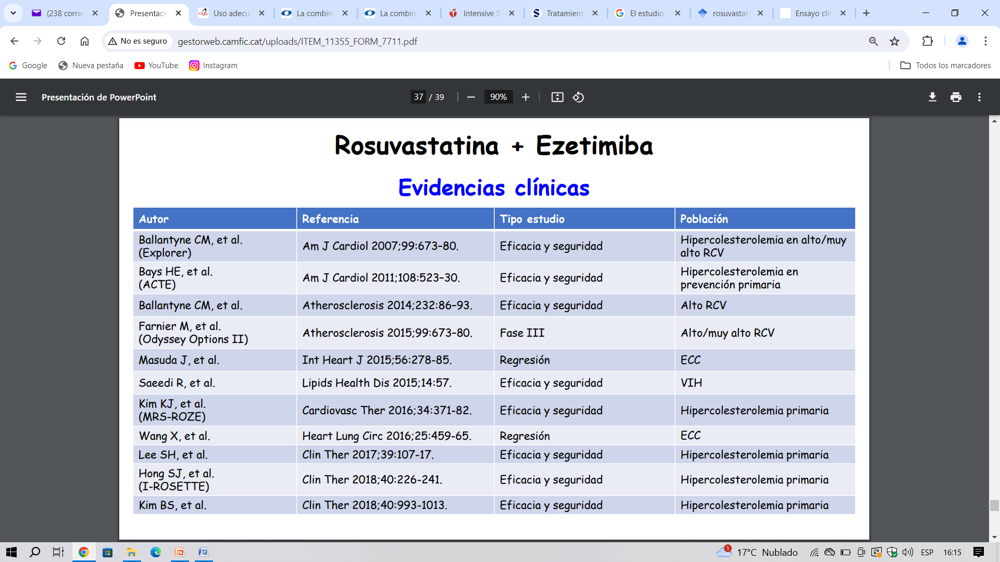 (238 correo
Presentació
Uso adecu
La combin
La combin
Intensive S
Tratamient
El estudio
rosuvastat
Ensayo clín
No es seguro
gestorweb.camfic.cat/uploads/ITEM_11355_FORM_7711.pdf
Google
Nueva pestaña
YouTube
Instagram
Todos los marcadores
Presentación de PowerPoint
37 / 39
90%
Rosuvastatina + Ezetimiba
Evidencias clínicas
Autor Referencia Tipo estudio Población
Ballantyne CM, et al.
(Explorer)
Am J Cardiol 2007;99:673–80.
Eficacia y seguridad
Hipercolesterolemia en alto/muy
alto RCV
Bays HE, et al.
(ACTE)
Am J Cardiol 2011;108:523–30.
Eficacia y seguridad
Hipercolesterolemia en
prevención primaria
Ballantyne CM, et al. Atherosclerosis 2014;232:86–93. Eficacia y seguridad Alto RCV
Farnier M, et al.
(Odyssey Options II)
Atherosclerosis 2015;99:673–80.
Fase III
Alto/muy alto RCV
Masuda J, et al. Int Heart J 2015;56:278-85. Regresión ECC
Saeedi R, et al. Lipids Health Dis 2015;14:57. Eficacia y seguridad VIH
Kim KJ, et al.
(MRS-ROZE)
Cardiovasc Ther 2016;34:371-82.
Eficacia y seguridad
Hipercolesterolemia primaria
Wang X, et al. Heart Lung Circ 2016;25:459-65. Regresión ECC
Lee SH, et al. Clin Ther 2017;39:107-17. Eficacia y seguridad Hipercolesterolemia primaria
Hong SJ, et al.
(I-ROSETTE)
Clin Ther 2018;40:226-241.
Eficacia y seguridad
Hipercolesterolemia primaria
Kim BS, et al. Clin Ther 2018;40:993-1013. Eficacia y seguridad Hipercolesterolemia primaria
1
17°C Nublado
ESP
16:15